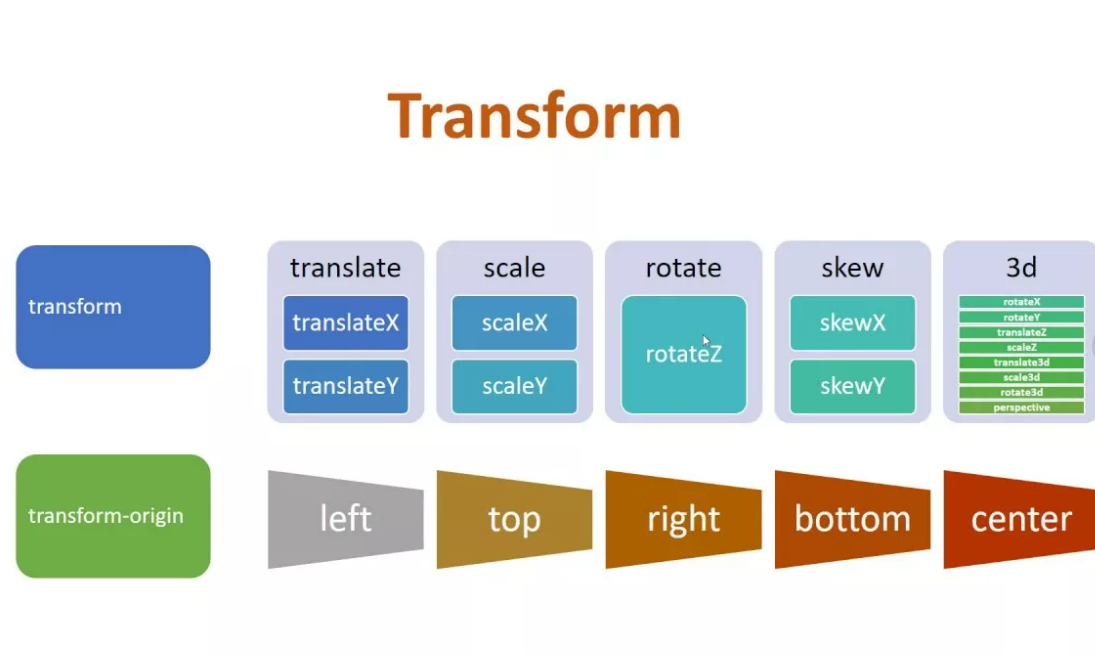 Transform
transform
translate
translateX
translateY
scale
scaleX
scaleY
rotate
rotateZ
skew
skewX
skewY
3d
rotateX
rotateY
translateZ
scaleZ
translate3d
scale3d
rotate3d
perspective
transform-origin
left
top
right
bottom
center